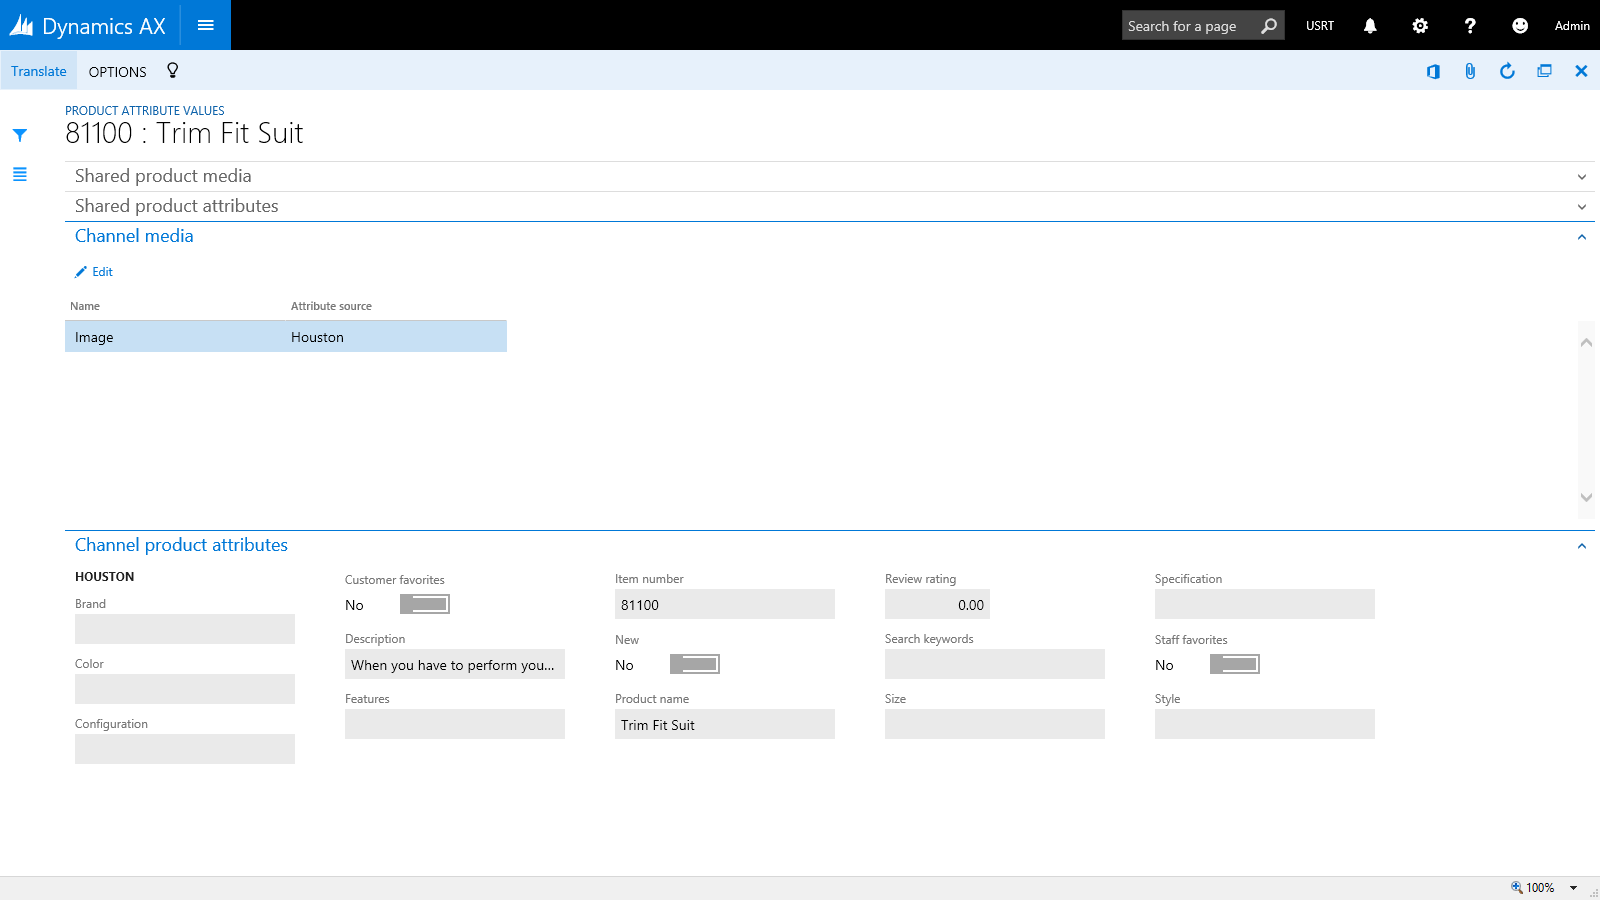 Dynamics AX
Search for a page
USRT
Admin
Translate
OPTIONS
PRODUCT ATTRIBUTE VALUES
81100 : Trim Fit Suit
Shared product media
Shared product attributes
Channel media
Edit
Name
Attribute source
Image
Houston
Channel product attributes
HOUSTON
Brand
Color
Configuration
Customer favorites
No
Description
When you have to perform you...
Features
Item number
81100
New
No
Product name
Trim Fit Suit
Review rating
0.00
Search keywords
Size
Specification
Staff favorites
No
Style
100%